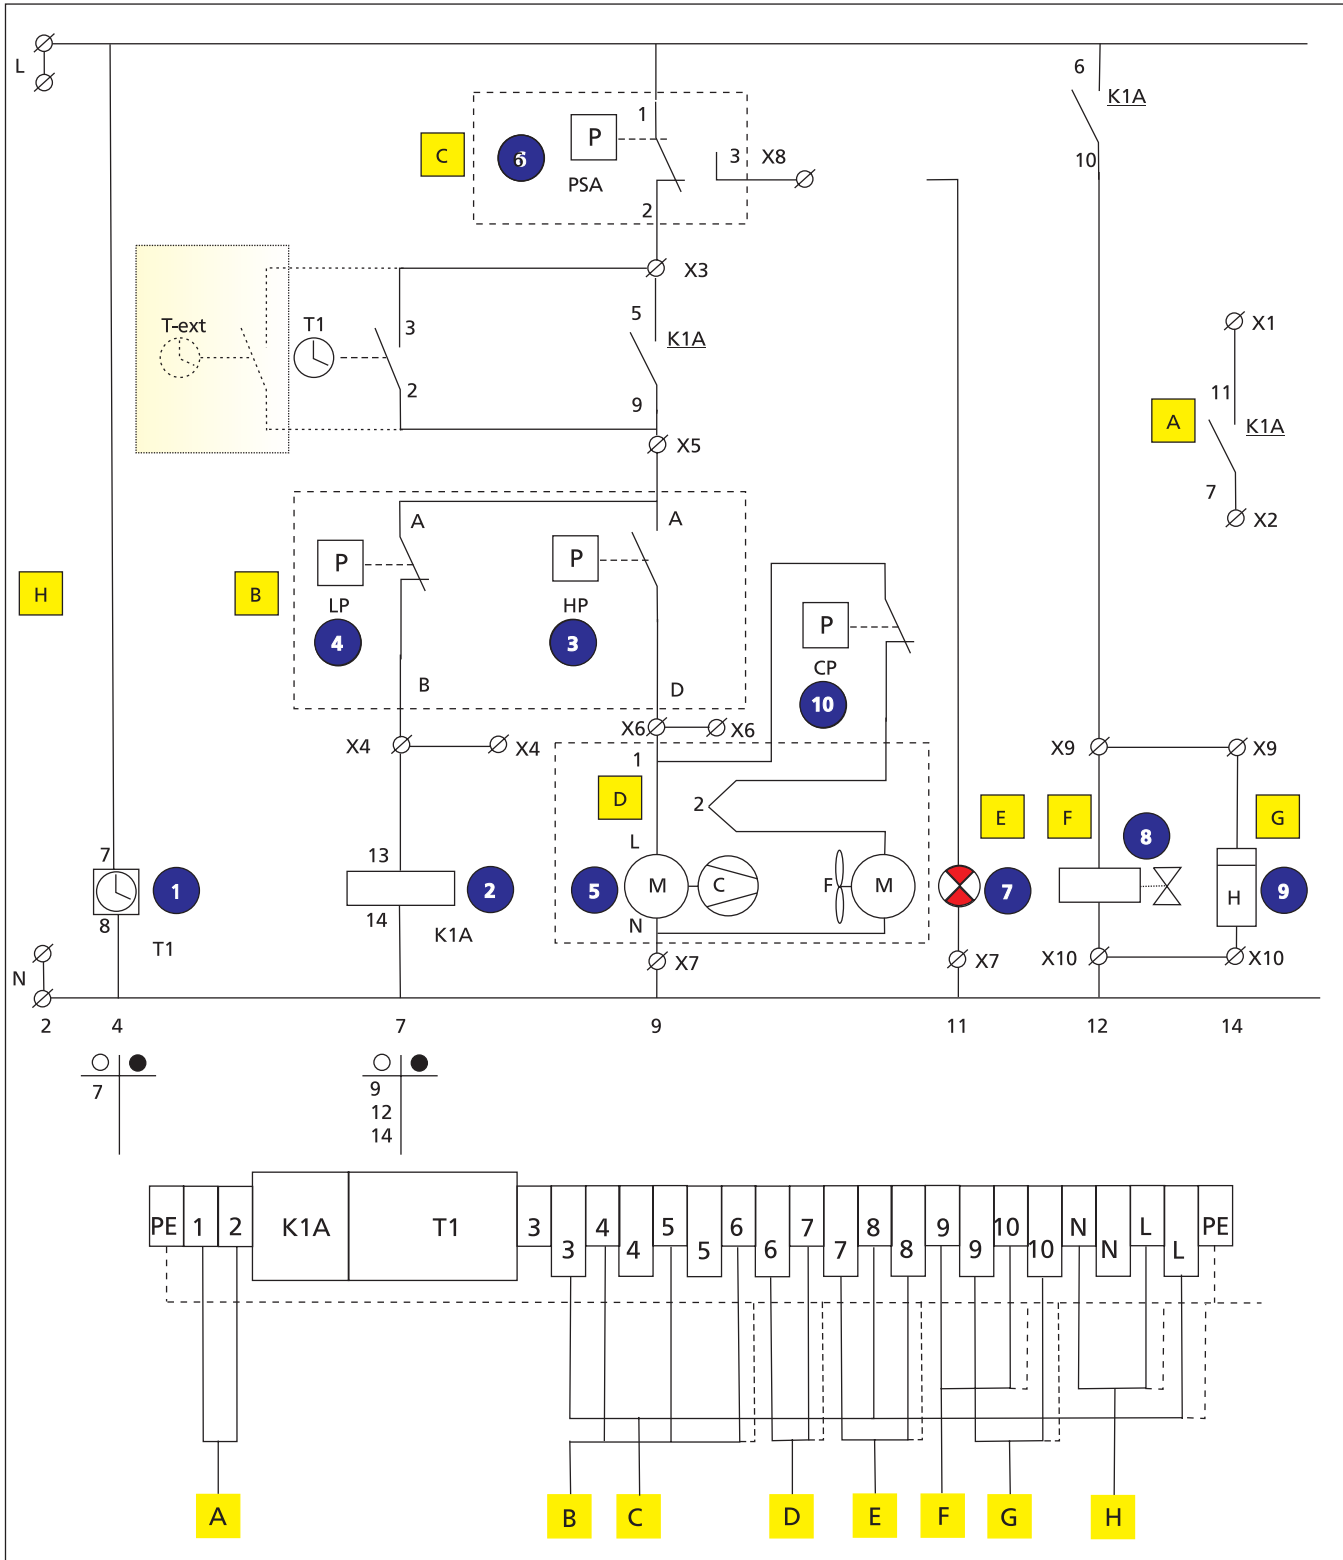 6
L
K1A
1
P
C
6
3 X8
10
PSA
2
X3
5
3
T-ext
T1
X1
K1A
2
11
9
A
K1A
X5
7
X2
A
A
P
P
H
B
LP
HP
P
4
3
CP
B
D
10
X6
X6
X4
X4
X9
X9
1
D
2
E
F
G
8
L
7
13
M
C
F
M
1
2
5
7
H
9
8
14
N
K1A
T1
X10
X10
X7
X7
N
2 4 7 9 11 12 14
7
9
12
14
PE 1 2 K1A T1 3 4 5 6 7 8 9 10 N L PE
3 4 5 6 7 8 9 10 N L
A B C D E F G H